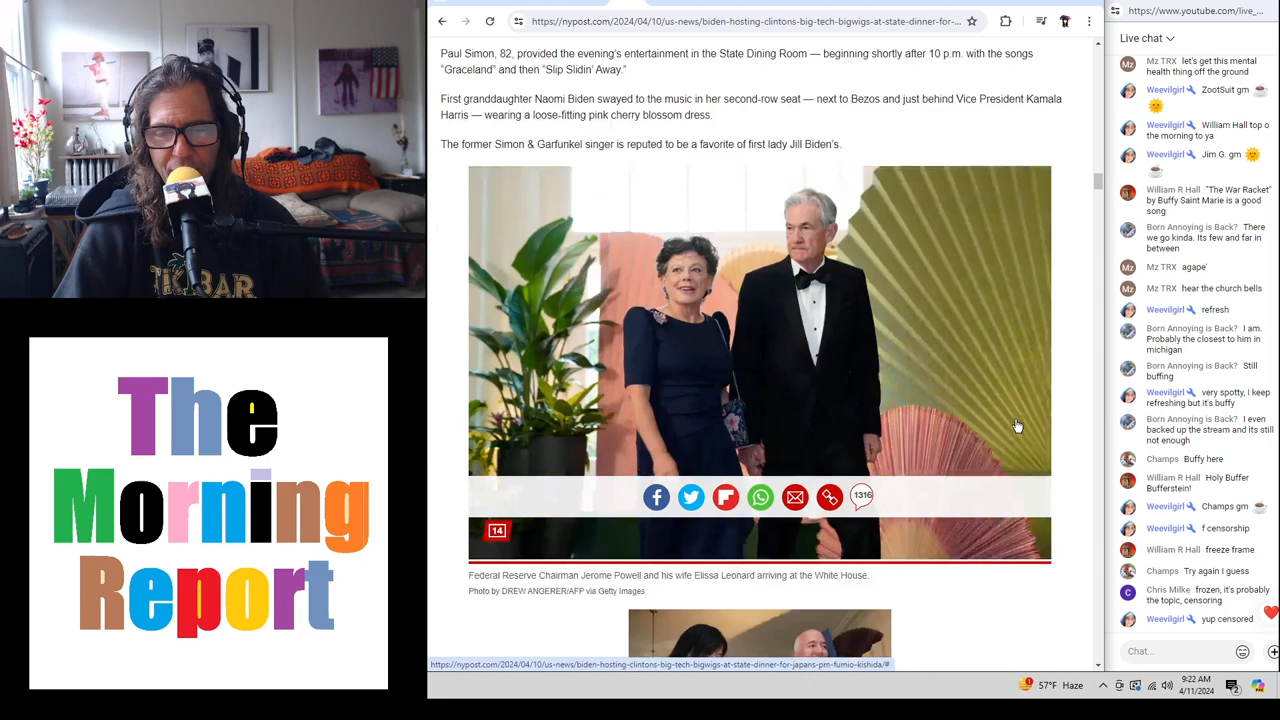 https://nypost.com/2024/04/10/us-news/biden-hosting-clintons-big-tech-bigwigs-at-state-dinner-for-...
https://www.youtube.com/live_...
Paul Simon, 82, provided the evening's entertainment in the State Dining Room — beginning shortly after 10 p.m. with the songs
"Graceland" and then "Slip Slidin' Away."
First granddaughter Naomi Biden swayed to the music in her second-row seat — next to Bezos and just behind Vice President Kamala
Harris — wearing a loose-fitting pink cherry blossom dress.
The former Simon & Garfunkel singer is reputed to be a favorite of first lady Jill Biden's.
1316
14
Federal Reserve Chairman Jerome Powell and his wife Elissa Leonard arriving at the White House.
Photo by DREW ANGERER/AFP via Getty Images
https://nypost.com/2024/04/10/us-news/biden-hosting-clintons-big-tech-bigwigs-at-state-dinner-for-japans-pm-fumio-kishida/#
BAR
The
Morning
Report
Live chat
Mz TRX let's get this mental
health thing off the ground
Weevilgirl ZootSuit gm
Weevilgirl William Hall top o
the morning to ya
Weevilgirl Jim G. gm
William R Hall "The War Racket"
by Buffy Saint Marie is a good
song
Born Annoying is Back? There
we go kinda. Its few and far in
between
Mz TRX agape'
Mz TRX hear the church bells
Weevilgirl refresh
Born Annoying is Back? I am.
Probably the closest to him in
michigan
Born Annoying is Back? Still
buffing
Weevilgirl very spotty, I keep
refreshing but it's buffy
Born Annoying is Back? I even
backed up the stream and its still
not enough
Champs Buffy here
William R Hall Holy Buffer
Bufferstein!
Weevilgirl Champs gm
Weevilgirl f censorship
William R Hall freeze frame
Champs Try again I guess
C
Chris Milke frozen, it's probably
the topic, censoring
Weevilgirl yup censored
Chat...
1
57°F Haze
9:22 AM
4/11/2024
2